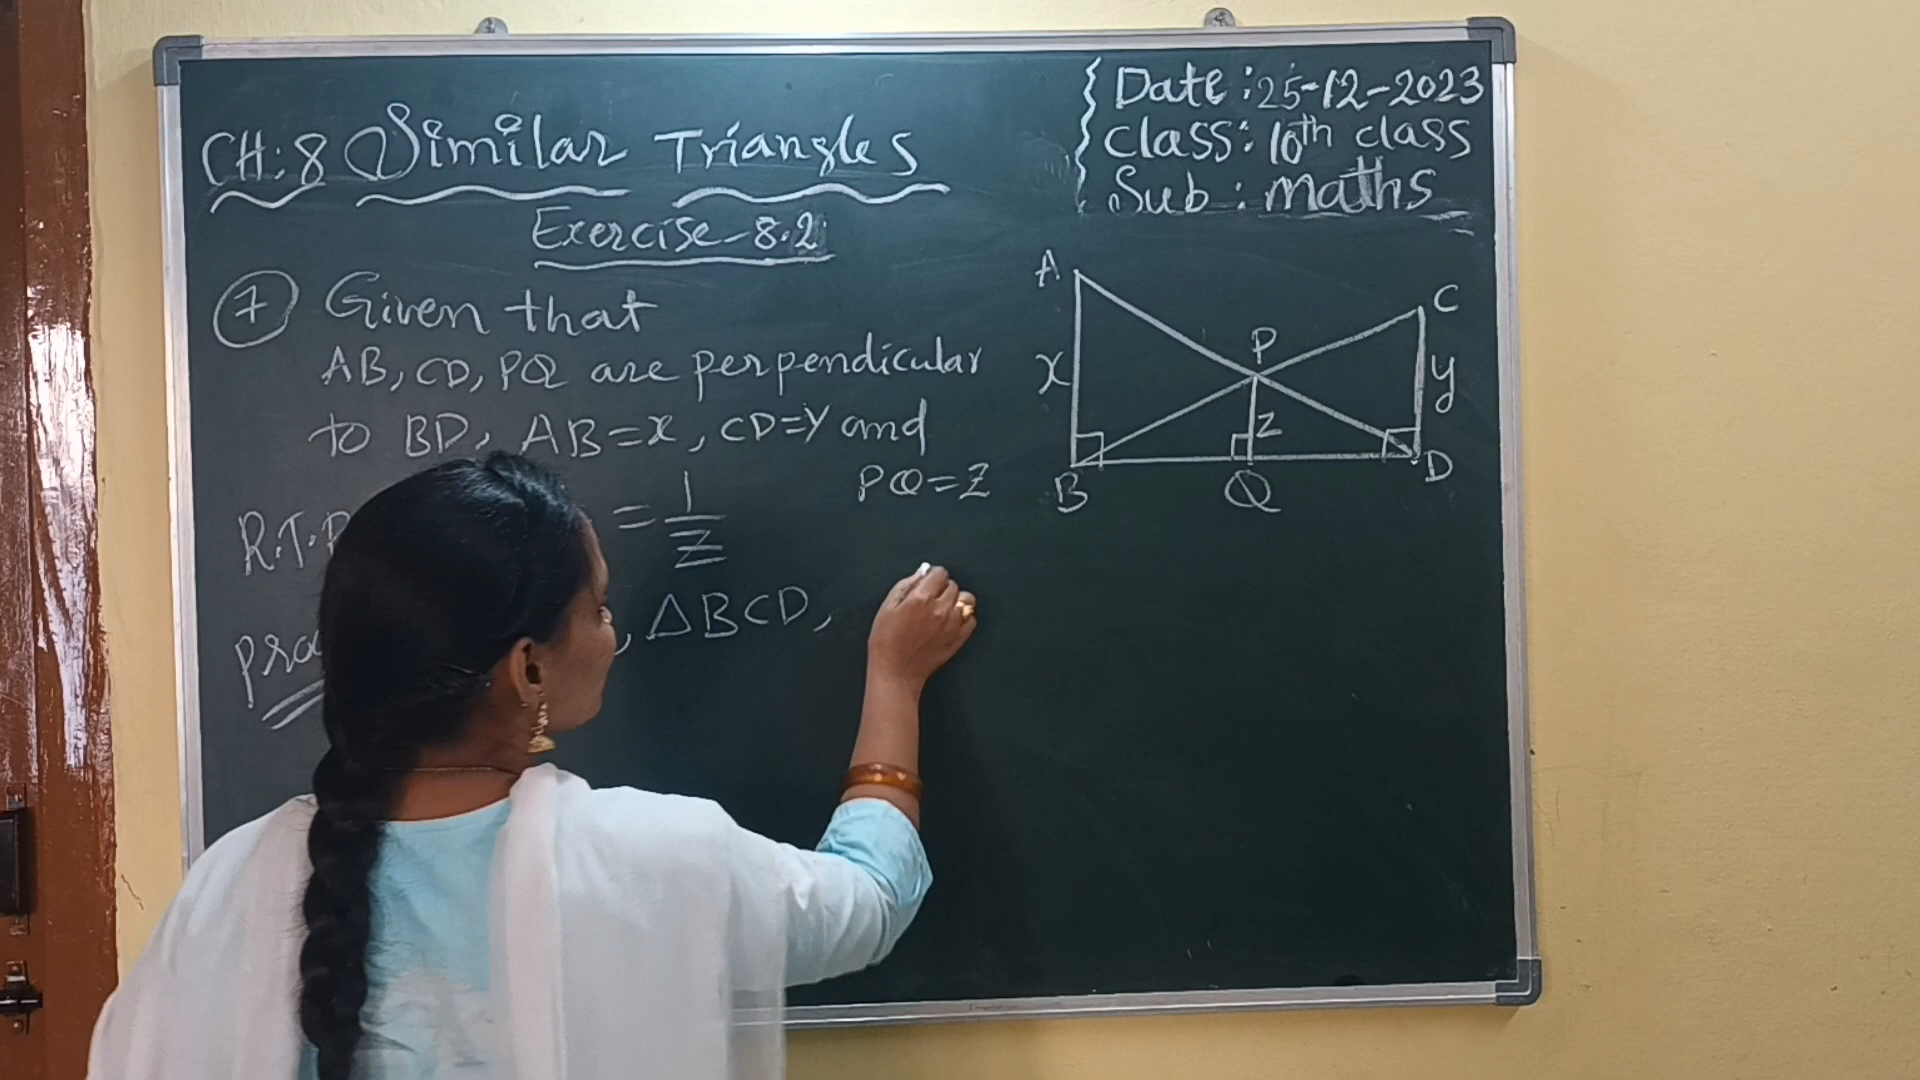 CH:8 Similar Triangles
Date: 25-12-2023
Class: 10th class
Sub: maths
Exercise-8.2
7 Given that
AB, CD, PQ are perpendicular
to BD, AB=x, CD=Y and
PQ=Z
R.T.P = 1/Z
, △BCD,
A
C
P
x
y
Z
B
Q
D